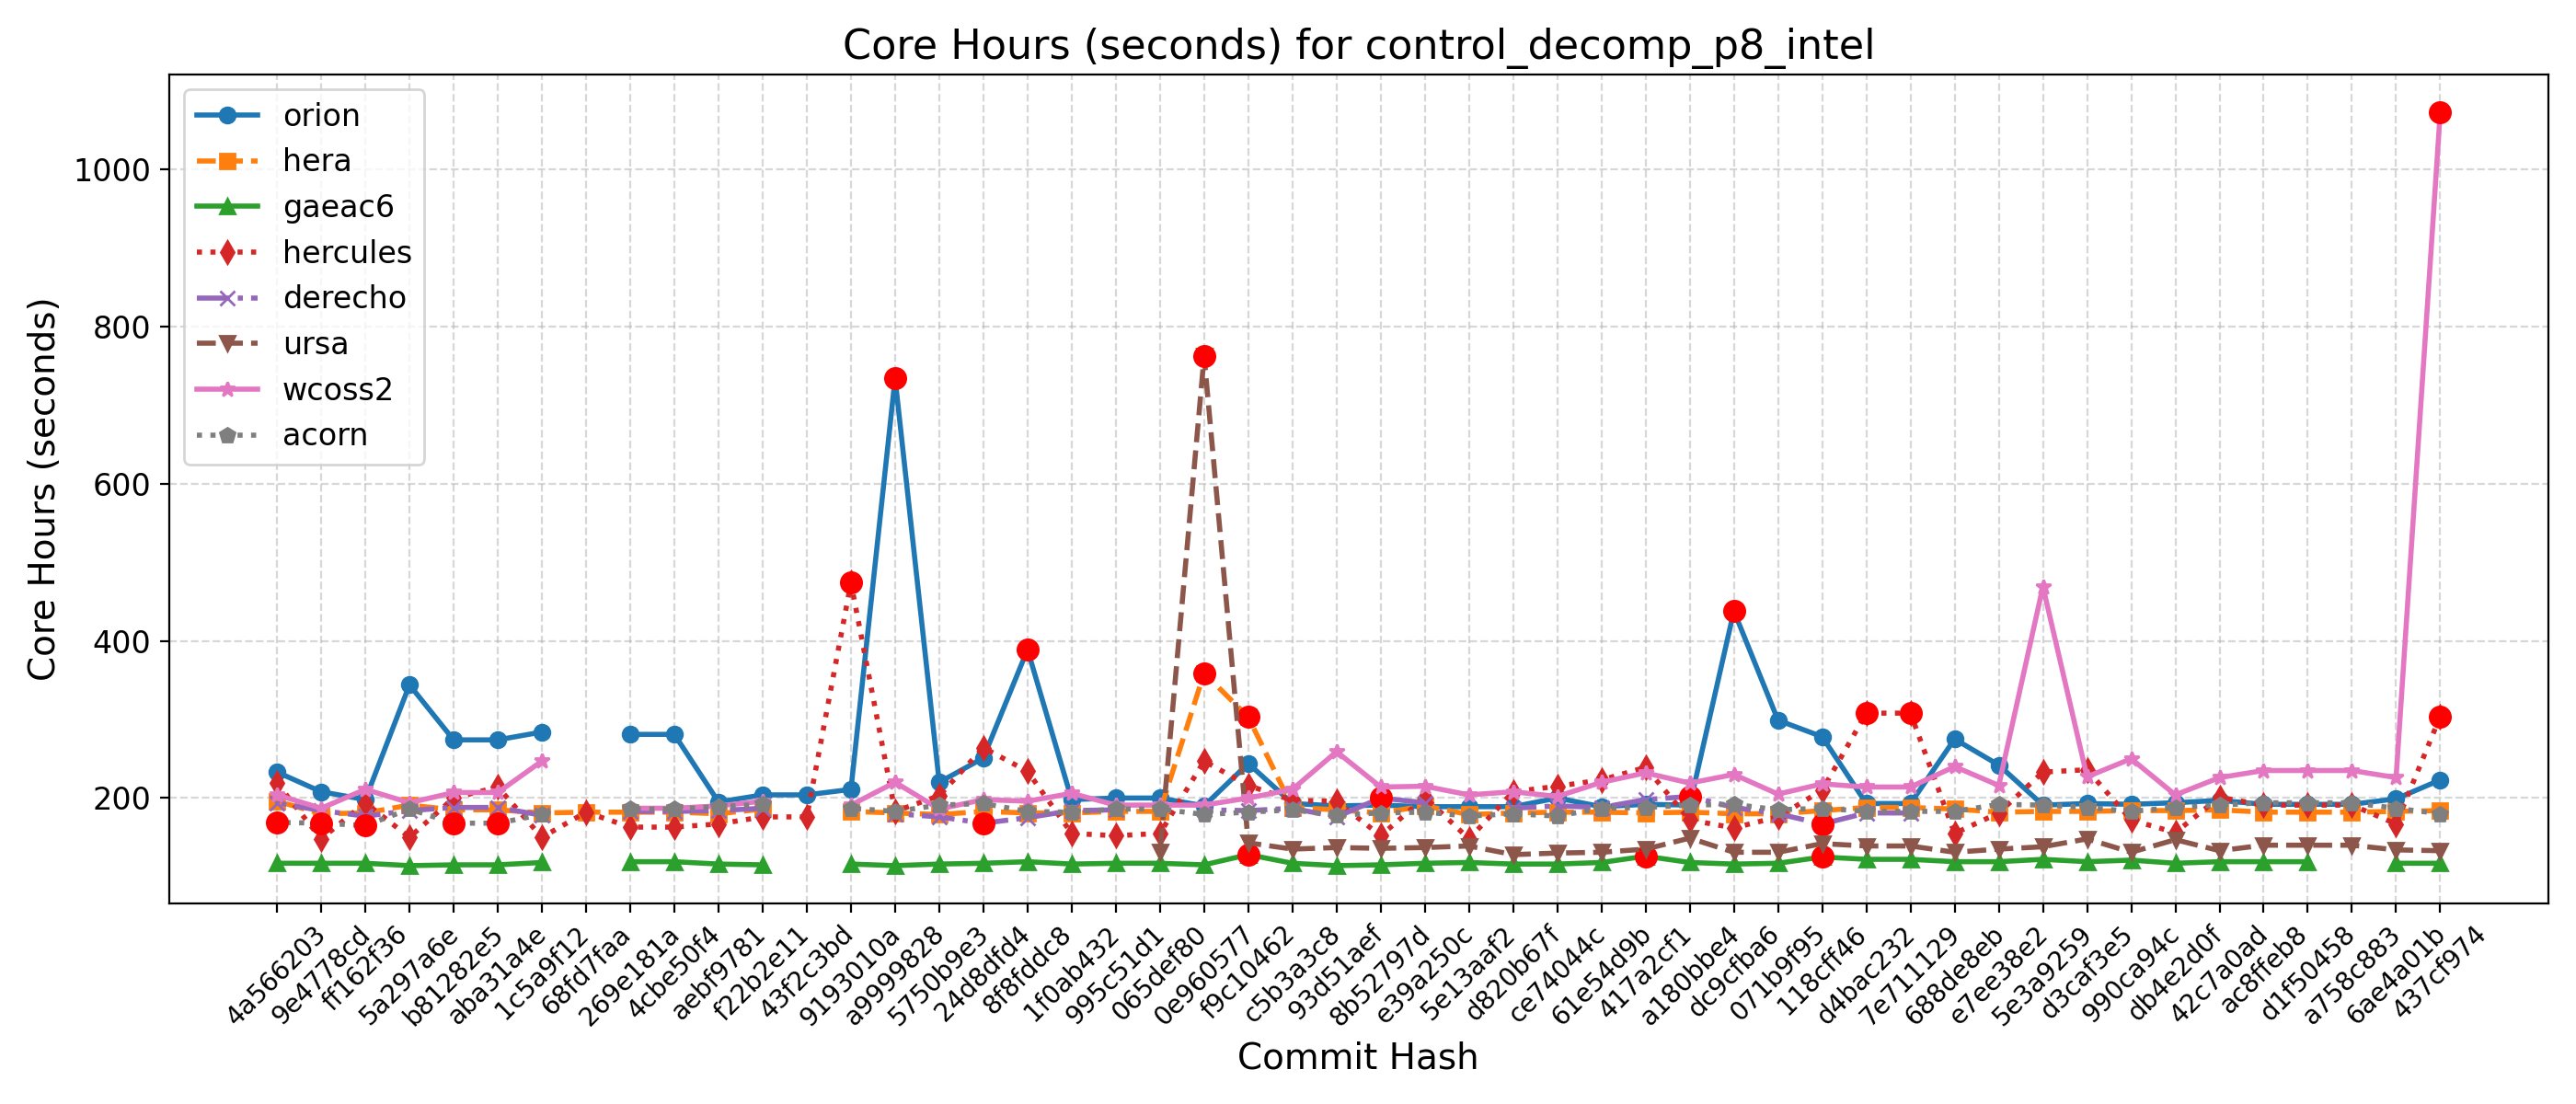 Core Hours (seconds) for control_decomp_p8_intel
Core Hours (seconds)
1000
800
600
400
200
orion
hera
gaeac6
hercules
derecho
ursa
wcoss2
acorn
4a566203
9e4778cd
ff162f36
5a297a6e
b81282e5
aba31a4e
1c5a9f12
68fd7faa
269e181a
4cbe50f4
aebf9781
f22b2e11
43f2c3bd
9193010a
a9999828
5750b9e3
24d8dfd4
8f8fddc8
1f0ab432
995c51d1
065def80
0e960577
f9c10462
c5b3a3c8
93d51aef
8b52797d
e39a250c
5e13aaf2
d820b67f
ce74044c
61e54d9b
417a2cf1
a180bbe4
dc9cfba6
071b9f95
118cff46
d4bac232
7e711129
688de8eb
e7ee38e2
5e3a9259
d3caf3e5
990ca94c
db4e2d0f
42c7a0ad
ac8ffeb8
d1f50458
a758c883
6ae4a01b
437cf974
Commit Hash